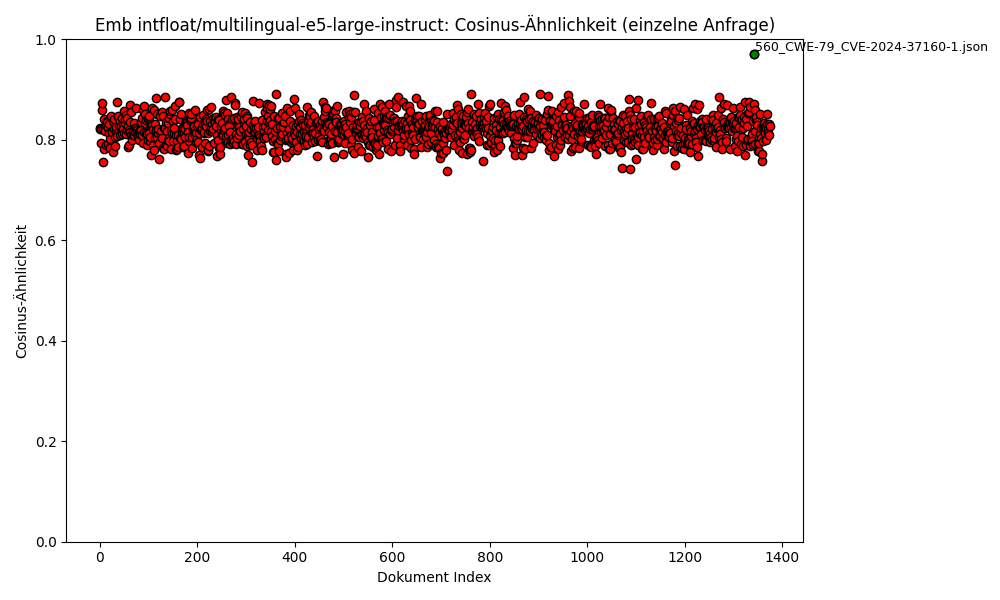 Emb intfloat/multilingual-e5-large-instruct: Cosinus-Ähnlichkeit (einzelne Anfrage)
560_CWE-79_CVE-2024-37160-1.json
1.0
0.8
0.6
0.4
0.2
0.0
Cosinus-Ähnlichkeit
0 200 400 600 800 1000 1200 1400
Dokument Index